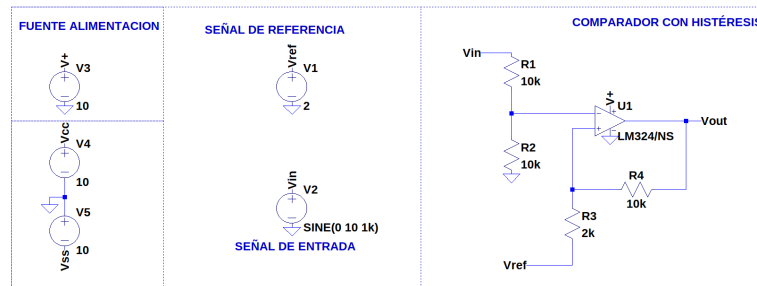 FUENTE ALIMENTACION
V+
V3
10
Vcc
V4
10
V5
10
Vss
SEÑAL DE REFERENCIA
Vref
V1
2
Vin
V2
SINE(0 10 1k)
SEÑAL DE ENTRADA
COMPARADOR CON HISTÉRESIS
Vin
R1
10k
V+
U1
Vout
LM324/NS
R2
10k
R4
10k
R3
2k
Vref